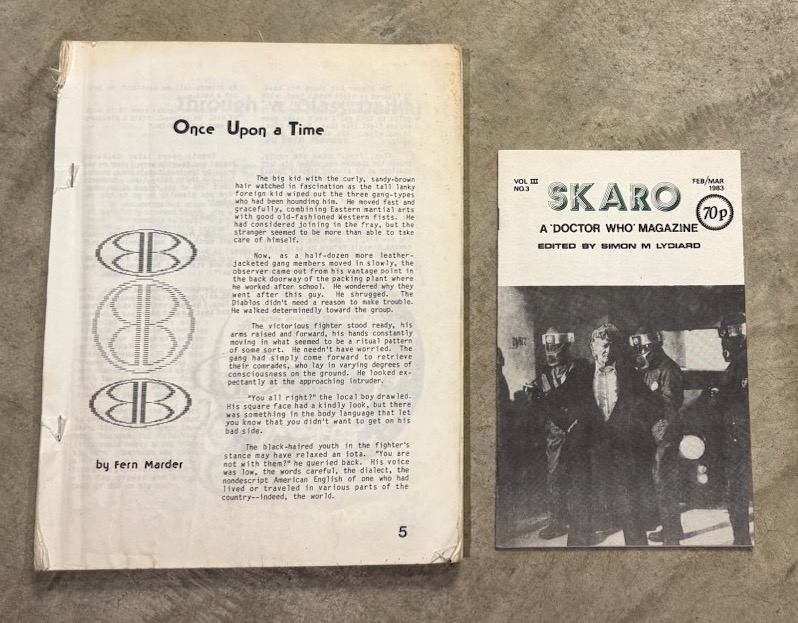 Once Upon a Time
The big kid with the curly, sandy-brown
hair watched in fascination as the tall lanky
foreign kid wiped out the three gang-types
who had been hounding him. He moved fast and
gracefully, combining Eastern martial arts
with good old-fashioned Western fists. He
had considered joining in the fray, but the
stranger seemed to be more than able to take
care of himself.
Now, as a half-dozen more leather-
jacketed gang members moved in slowly, the
observer came out from his vantage point in
the back doorway of the packing plant where
he worked after school. He wondered why they
went after this guy. He shrugged. The
Diablos didn't need a reason to make trouble.
He walked determinedly toward the group.
The victorious fighter stood ready, his
arms raised and forward, his hands constantly
moving in what seemed to be a ritual pattern
of some sort. He needn't have worried. The
gang had simply come forward to retrieve
their comrades, who lay in varying degrees of
consciousness on the ground. He looked ex-
pectantly at the approaching intruder.
"You all right?" the local boy drawled.
His square face had a kindly look, but there
was something in the body language that let
you know that you didn't want to get on his
bad side.
The black-haired youth in the fighter's
stance may have relaxed an iota. "You are
not with them?" he queried back. His voice
was low, the words careful, the dialect, the
nondescript American English of one who had
lived or traveled in various parts of the
country--indeed, the world.
by Fern Marder
5
VOL III
NO.3
SKARO
FEB/MAR
1983
70p
A 'DOCTOR WHO' MAGAZINE
EDITED BY SIMON M LYDIARD